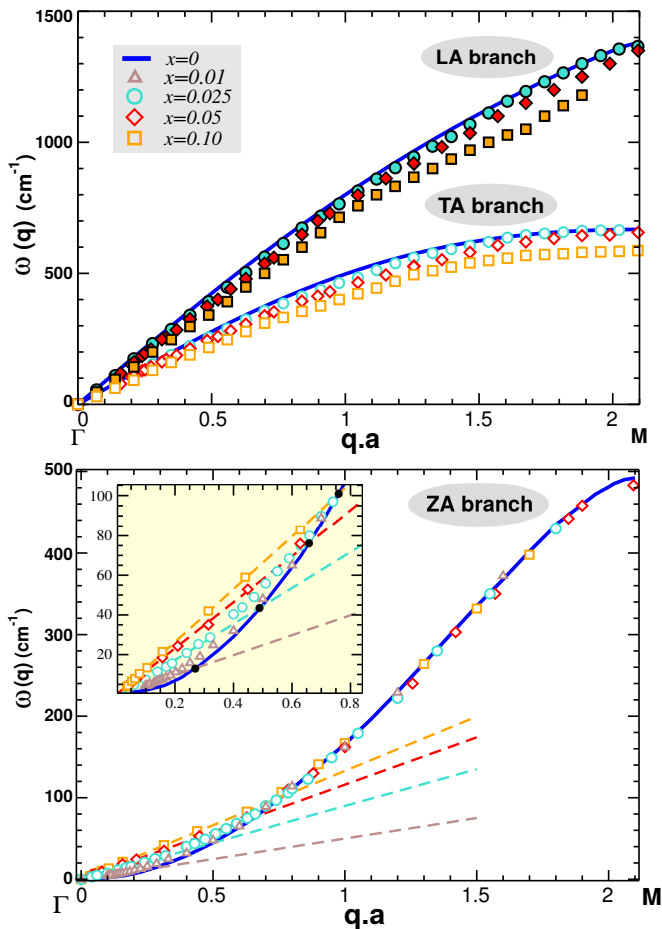 1500
1000
500
0
ω (q) (cm⁻¹)
x=0
x=0.01
x=0.025
x=0.05
x=0.10
LA branch
TA branch
0 0.5 1 1.5 2
Γ q.a M
500
400
300
200
100
0
ω (q) (cm⁻¹)
100
80
60
40
20
0.2 0.4 0.6 0.8
ZA branch
0 0.5 1 1.5 2
Γ q.a M